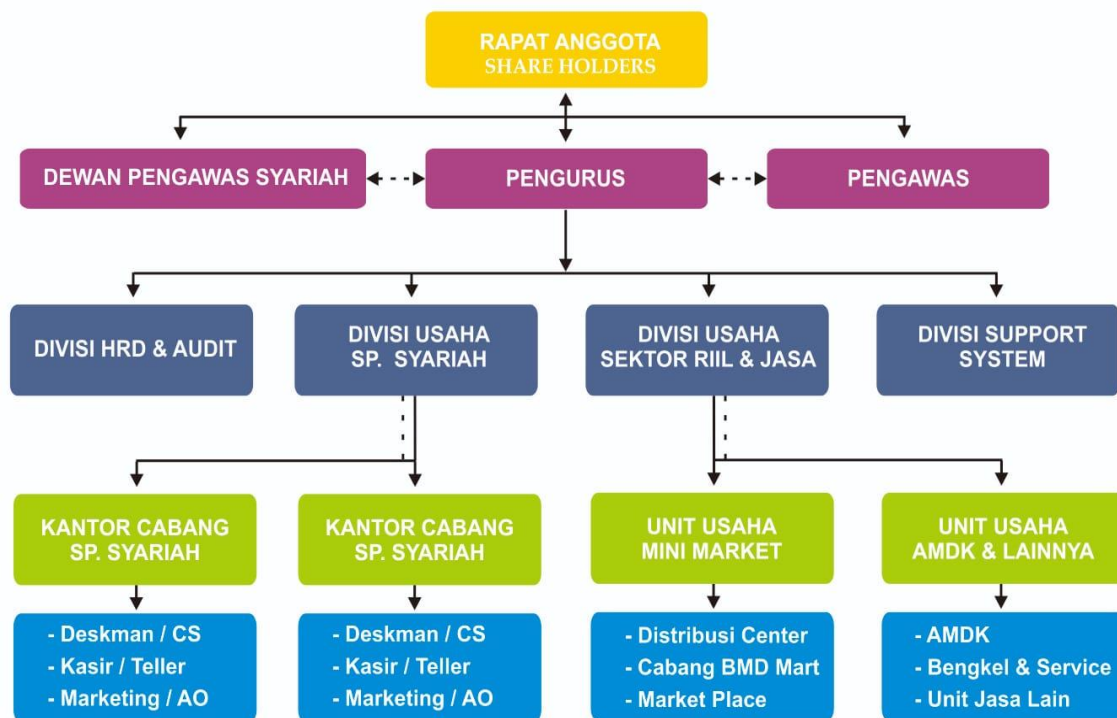 RAPAT ANGGOTA
SHARE HOLDERS
DEWAN PENGAWAS SYARIAH
PENGURUS
PENGAWAS
DIVISI HRD & AUDIT
DIVISI USAHA
SP. SYARIAH
DIVISI USAHA
SEKTOR RIIL & JASA
DIVISI SUPPORT
SYSTEM
KANTOR CABANG
SP. SYARIAH
KANTOR CABANG
SP. SYARIAH
UNIT USAHA
MINI MARKET
UNIT USAHA
AMDK & LAINNYA
- Deskman / CS
- Kasir / Teller
- Marketing / AO
- Deskman / CS
- Kasir / Teller
- Marketing / AO
- Distribusi Center
- Cabang BMD Mart
- Market Place
- AMDK
- Bengkel & Service
- Unit Jasa Lain